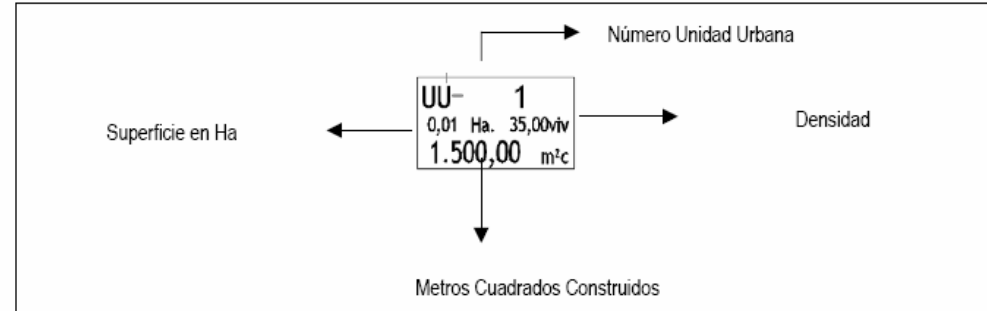 Número Unidad Urbana
UU- 1
0,01 Ha. 35,00viv
1.500,00 m²c
Superficie en Ha
Densidad
Metros Cuadrados Construidos